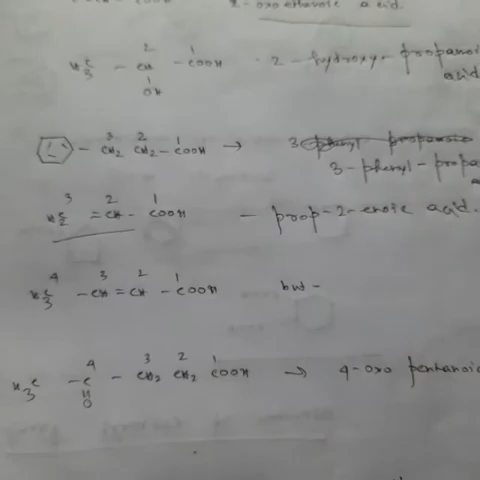 2-oxo ethanoic acid.
2 1
H3C - CH - COOH - 2-hydroxy-propanoi
OH acid
3 2 1
- CH2 CH2 - COOH → 3 phenyl propanoic
3-phenyl-propa
3 2 1
H2C = CH - COOH - prop-2-enoic acid.
4 3 2 1
H3C - CH = CH - COOH but-
4 3 2 1
H3C - C - CH2 CH2 COOH → 4-oxo pentanoic
O